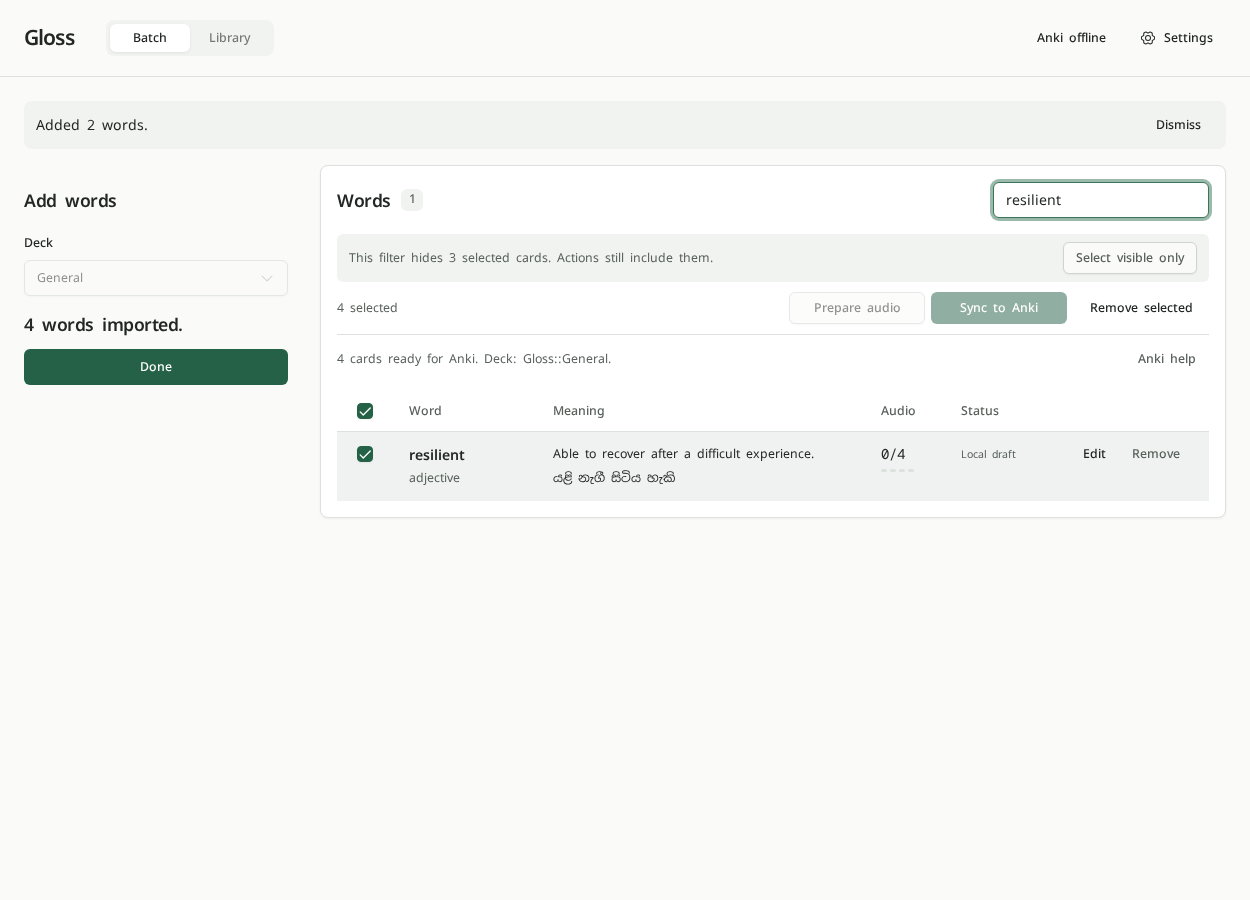 Gloss
Batch
Library
Anki offline
Settings
Added 2 words.
Dismiss
Add words
Deck
General
4 words imported.
Done
Words 1
resilient
This filter hides 3 selected cards. Actions still include them.
Select visible only
4 selected
Prepare audio
Sync to Anki
Remove selected
4 cards ready for Anki. Deck: Gloss::General.
Anki help
Word
Meaning
Audio
Status
resilient
adjective
Able to recover after a difficult experience.
යළි නැගී සිටිය හැකි
0/4
Local draft
Edit
Remove